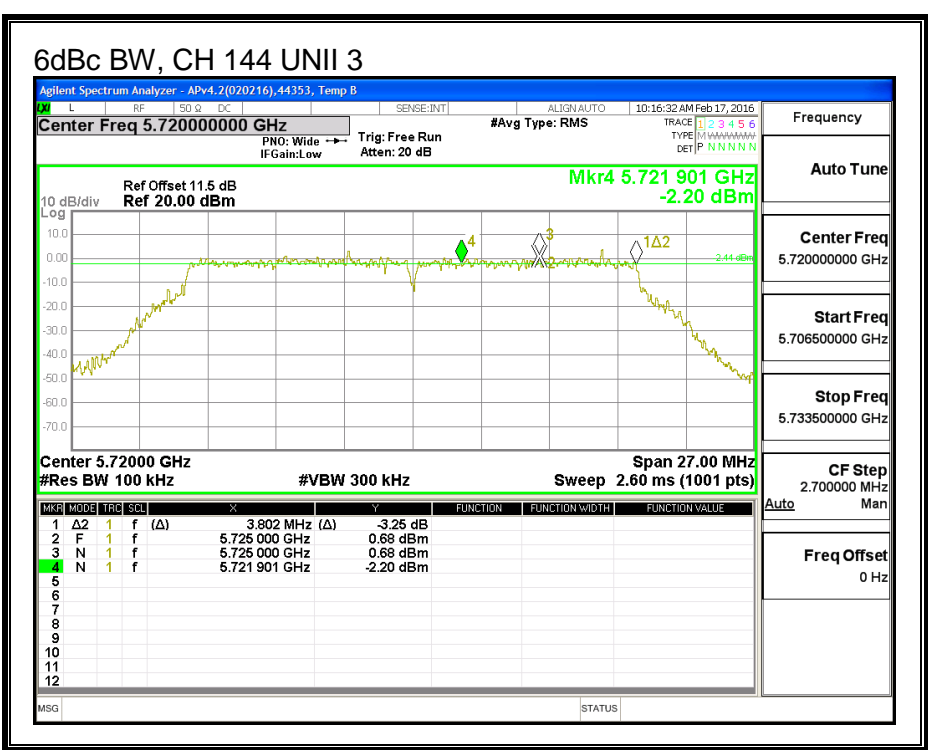 6dBc BW, CH 144 UNII 3
Agilent Spectrum Analyzer - APv4.2(020216),44353, Temp B
LXI L RF 50 Ω DC SENSE:INT ALIGN AUTO 10:16:32 AM Feb 17, 2016
Center Freq 5.720000000 GHz #Avg Type: RMS TRACE 1 2 3 4 5 6
PNO: Wide Trig: Free Run TYPE M WWWWW
IFGain:Low Atten: 20 dB DET P N N N N N
Mkr4 5.721 901 GHz
-2.20 dBm
Ref Offset 11.5 dB
10 dB/div Ref 20.00 dBm
Log
10.0
0.00
-10.0
-20.0
-30.0
-40.0
-50.0
-60.0
-70.0
4
3
2
1Δ2
-2.44 dBm
Center 5.72000 GHz Span 27.00 MHz
#Res BW 100 kHz #VBW 300 kHz Sweep 2.60 ms (1001 pts)
MKR MODE TRC SCL X Y FUNCTION FUNCTION WIDTH FUNCTION VALUE
1 Δ2 1 f (Δ) 3.802 MHz (Δ) -3.25 dB
2 F 1 f 5.725 000 GHz 0.68 dBm
3 N 1 f 5.725 000 GHz 0.68 dBm
4 N 1 f 5.721 901 GHz -2.20 dBm
5
6
7
8
9
10
11
12
MSG STATUS
Frequency
Auto Tune
Center Freq
5.720000000 GHz
Start Freq
5.706500000 GHz
Stop Freq
5.733500000 GHz
CF Step
2.700000 MHz
Auto Man
Freq Offset
0 Hz